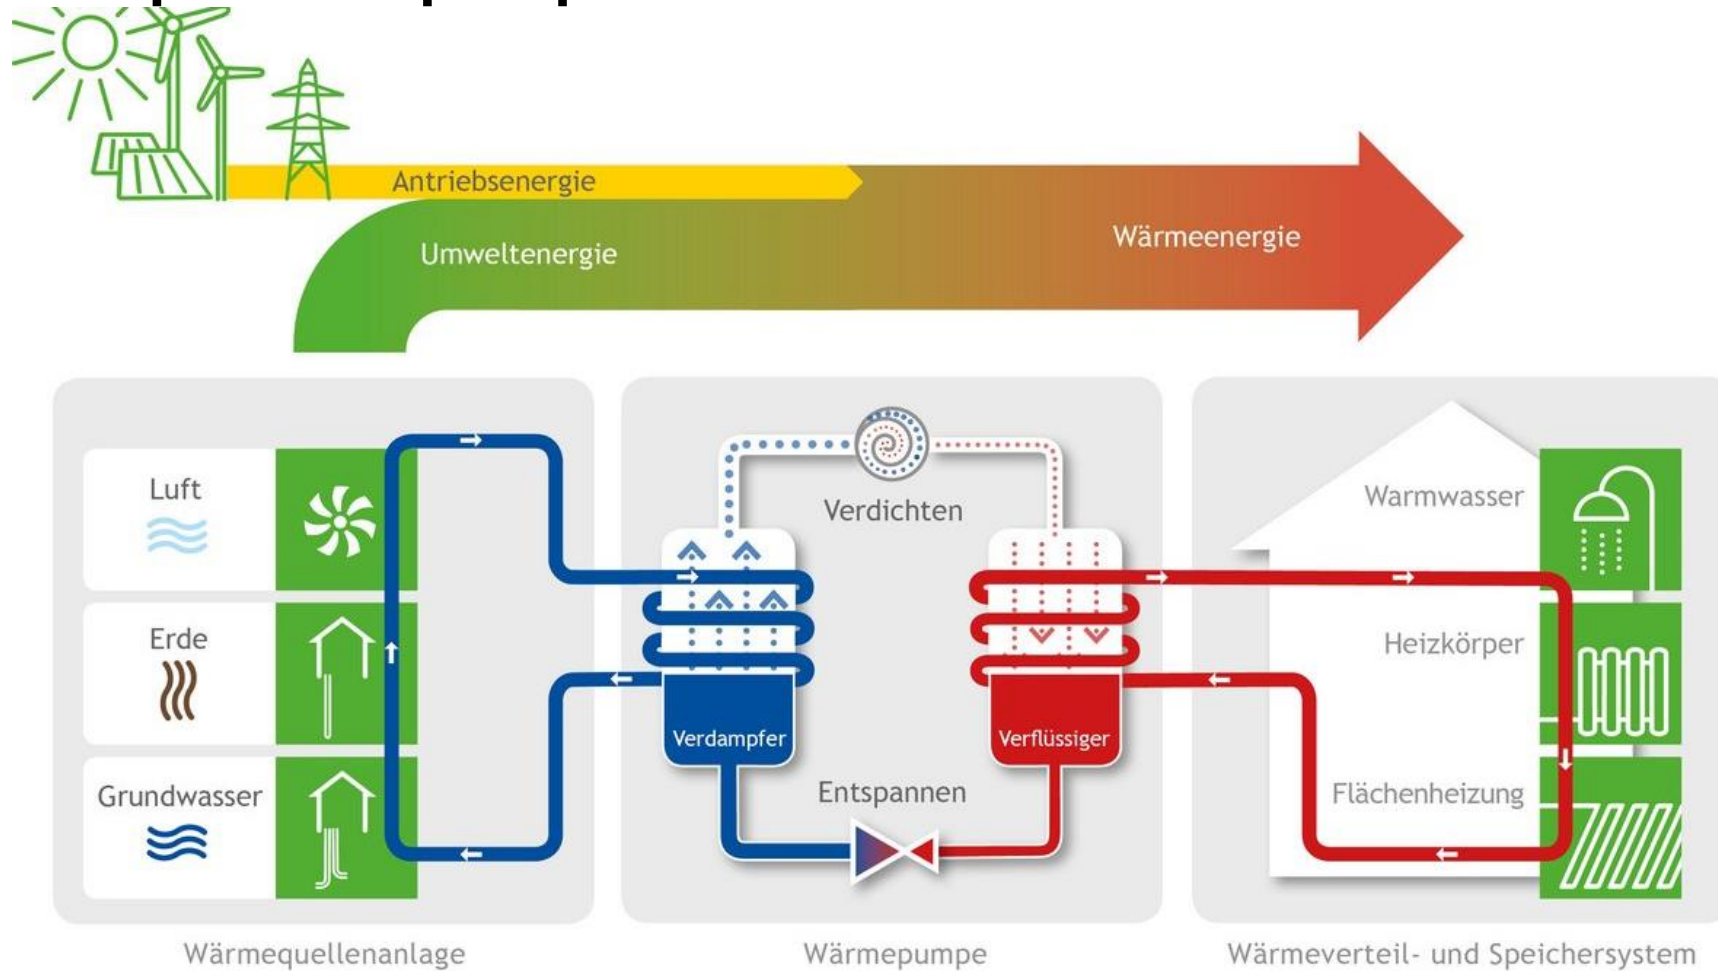 Antriebsenergie
Umweltenergie
Wärmeenergie
Luft
Erde
Grundwasser
Verdichten
Verdampfer
Verflüssiger
Entspannen
Warmwasser
Heizkörper
Flächenheizung
Wärmequellenanlage
Wärmepumpe
Wärmeverteil- und Speichersystem